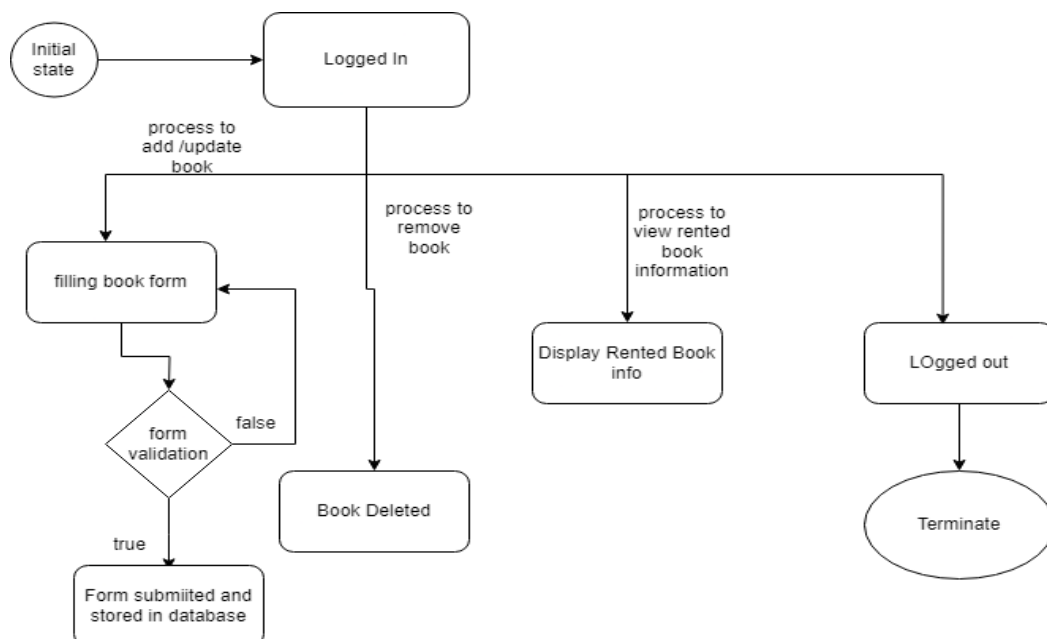 Initial
state
Logged In
process to
add /update
book
process to
remove
book
process to
view rented
book
information
filling book form
Display Rented Book
info
LOgged out
form
validation
false
Book Deleted
Terminate
true
Form submiited and
stored in database